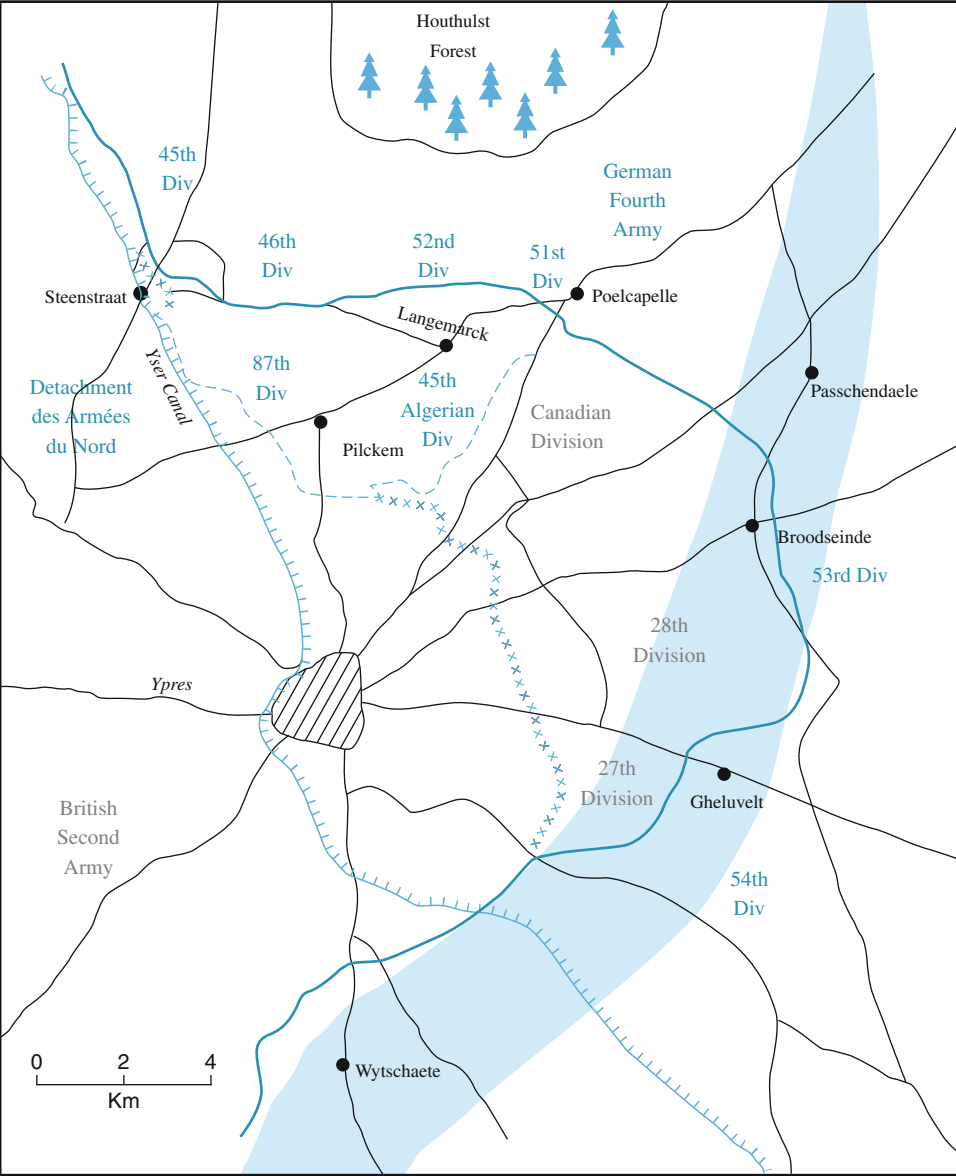 Houthulst
Forest
45th
Div
German
Fourth
Army
46th
Div
52nd
Div
51st
Div
Steenstraat
Poelcapelle
Langemarck
Yser Canal
87th
Div
45th
Algerian
Div
Detachment
des Armées
du Nord
Canadian
Division
Passchendaele
Pilckem
Broodseinde
53rd Div
28th
Division
Ypres
27th
Division
Gheluvelt
British
Second
Army
54th
Div
0 2 4
Km
Wytschaete